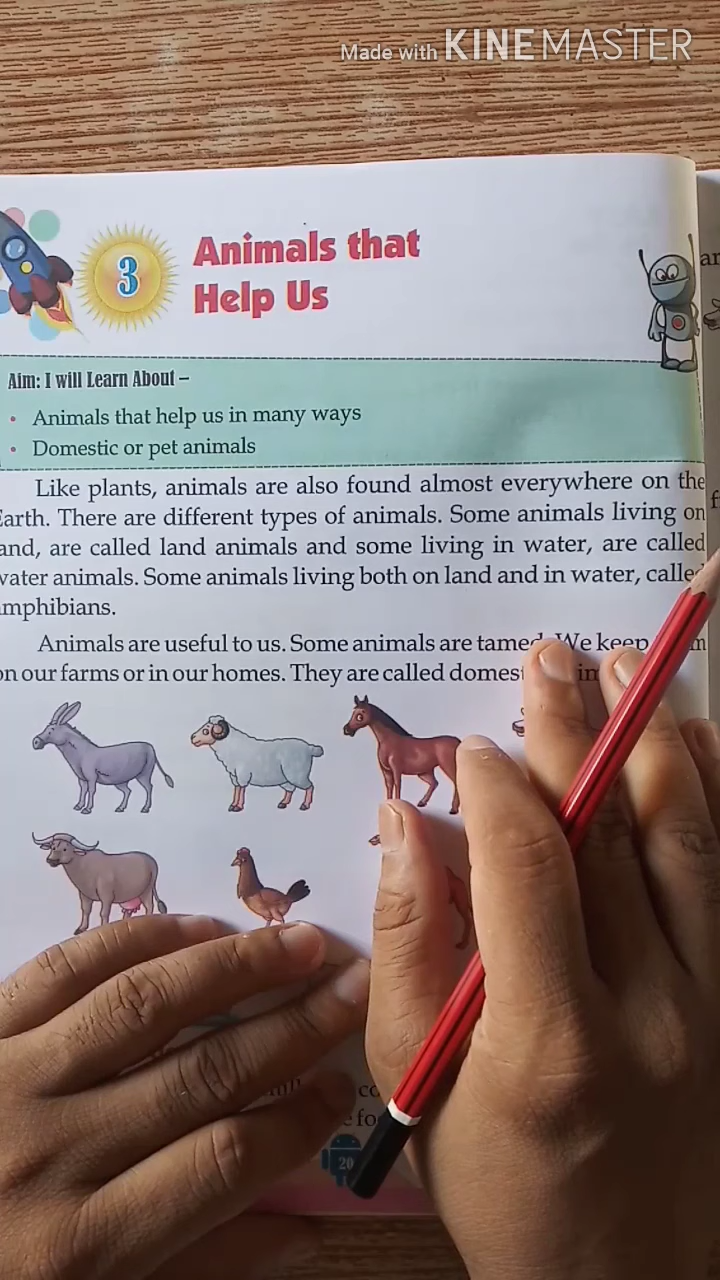 Made with KINEMASTER
3
Animals that
Help Us
Aim: I will Learn About –
• Animals that help us in many ways
• Domestic or pet animals
Like plants, animals are also found almost everywhere on the
Earth. There are different types of animals. Some animals living on
and, are called land animals and some living in water, are called
water animals. Some animals living both on land and in water, called
mphibians.
Animals are useful to us. Some animals are tamed. We keep
on our farms or in our homes. They are called
20